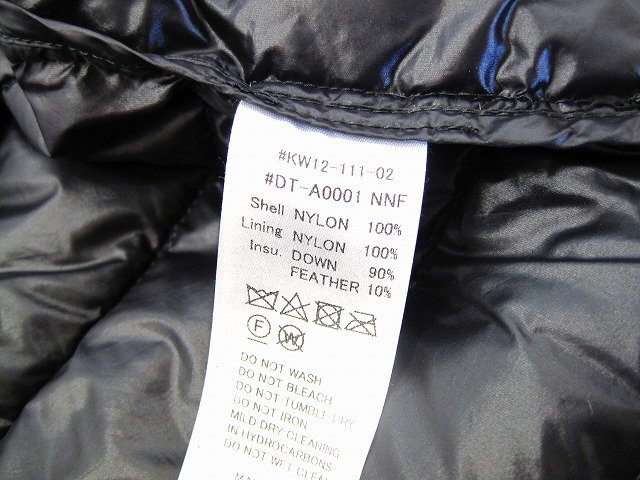 #KW12-111-02
#DT-A0001 NNF
Shell NYLON 100%
Lining NYLON 100%
Insu. DOWN 90%
FEATHER 10%
F
W
DO NOT WASH
DO NOT BLEACH
DO NOT TUMBLE DRY
DO NOT IRON
MILD DRY CLEANING
IN HYDROCARBONS
DO NOT WET CLEAN